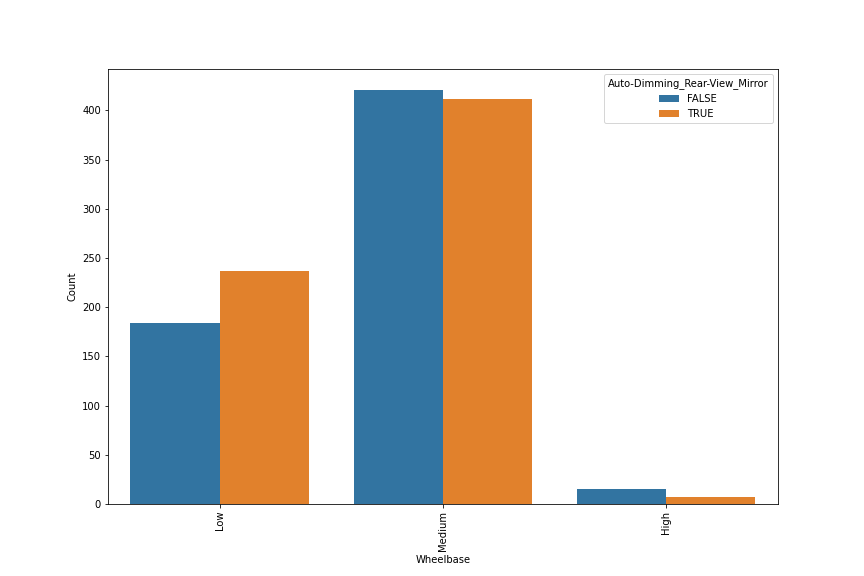 Auto-Dimming_Rear-View_Mirror
FALSE
TRUE
400
350
300
250
200
150
100
50
0
Count
Low
Medium
High
Wheelbase